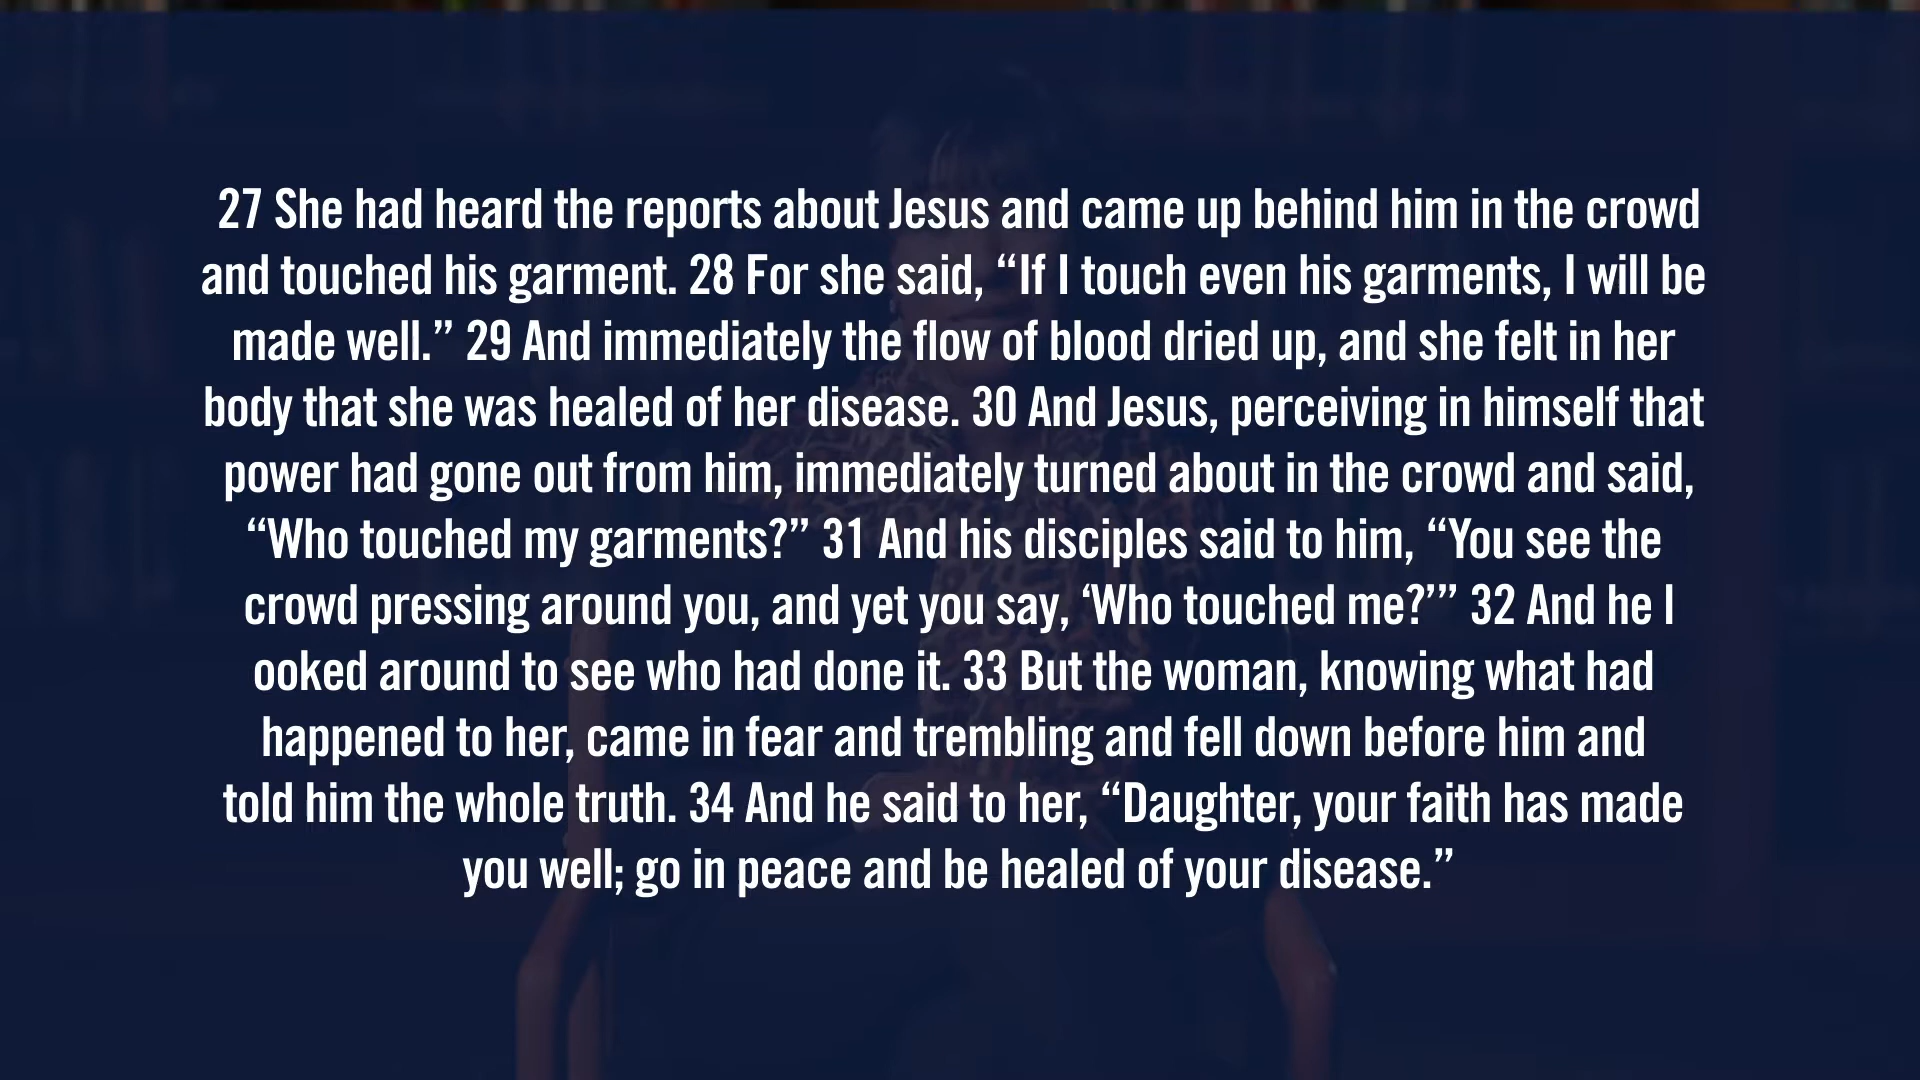 27 She had heard the reports about Jesus and came up behind him in the crowd
and touched his garment. 28 For she said, “If I touch even his garments, I will be
made well.” 29 And immediately the flow of blood dried up, and she felt in her
body that she was healed of her disease. 30 And Jesus, perceiving in himself that
power had gone out from him, immediately turned about in the crowd and said,
“Who touched my garments?” 31 And his disciples said to him, “You see the
crowd pressing around you, and yet you say, ‘Who touched me?’” 32 And he l
ooked around to see who had done it. 33 But the woman, knowing what had
happened to her, came in fear and trembling and fell down before him and
told him the whole truth. 34 And he said to her, “Daughter, your faith has made
you well; go in peace and be healed of your disease.”